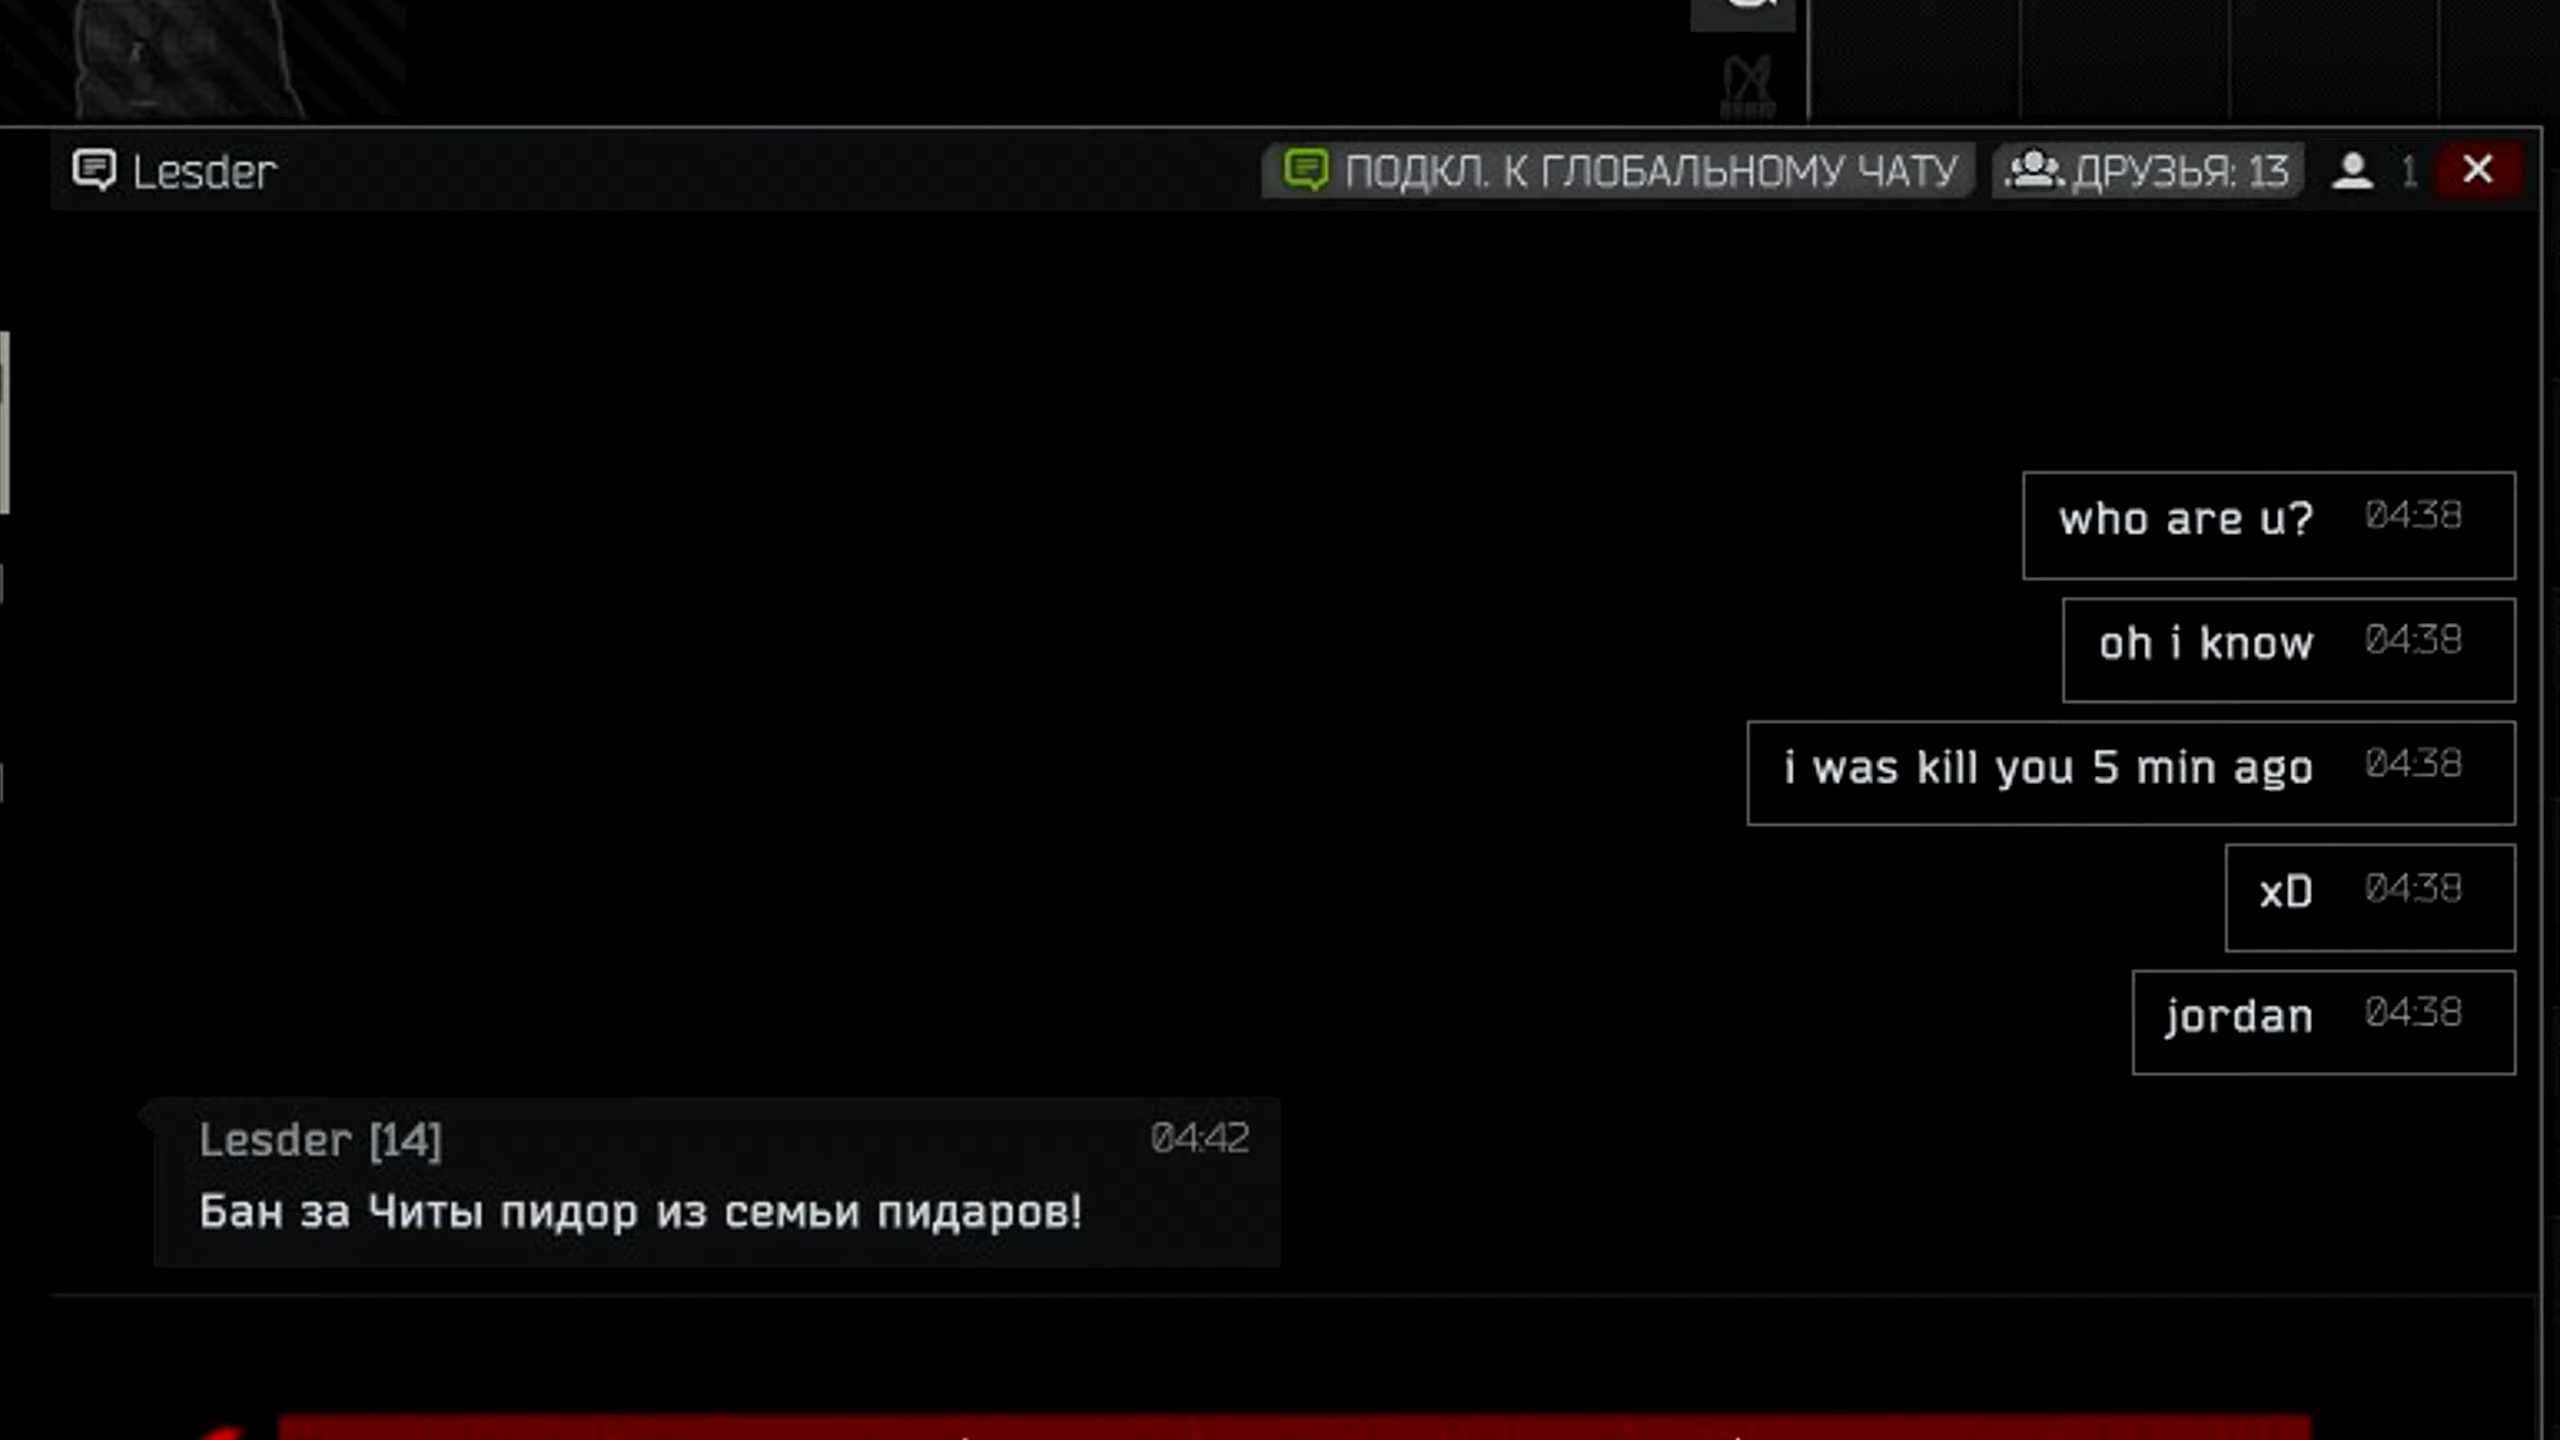 Lesder
ПОДКЛ. К ГЛОБАЛЬНОМУ ЧАТУ
ДРУЗЬЯ: 13
1
who are u? 04:38
oh i know 04:38
i was kill you 5 min ago 04:38
xD 04:38
jordan 04:38
Lesder [14] 04:42
Бан за Читы пидор из семьи пидаров!